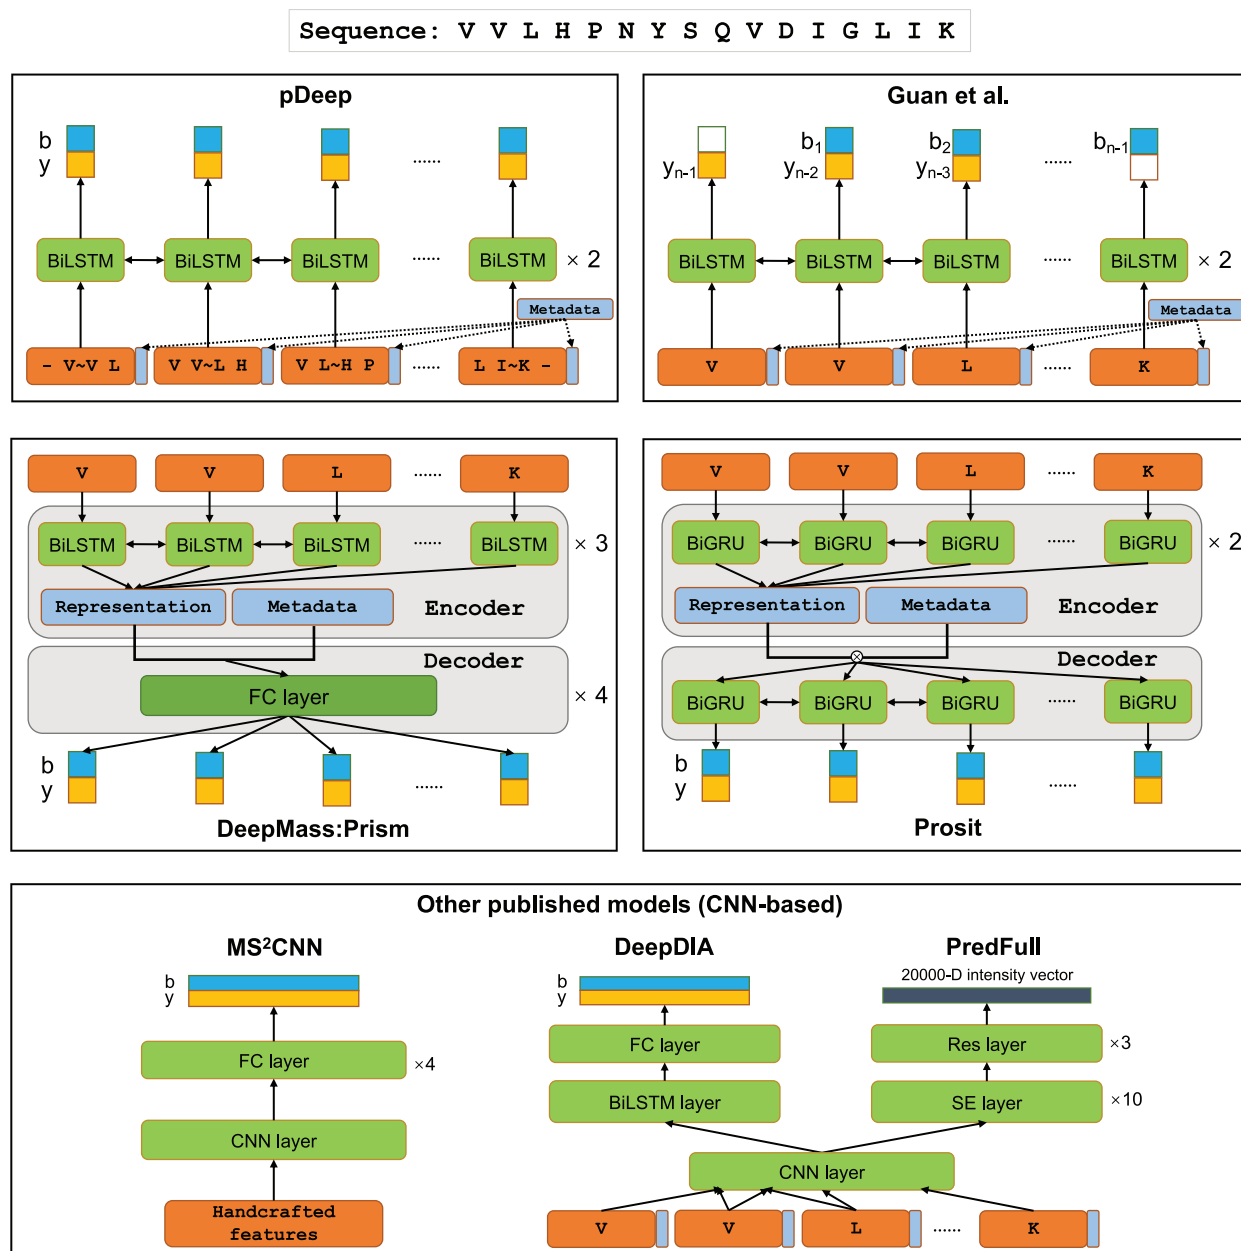 Sequence: V V L H P N Y S Q V D I G L I K
pDeep
b
y
......
BiLSTM BiLSTM BiLSTM ...... BiLSTM × 2
Metadata
- V~V L V V~L H V L~H P ...... L I~K -
Guan et al.
b1 b2 bn-1
yn-1 yn-2 yn-3 ......
BiLSTM BiLSTM BiLSTM ...... BiLSTM × 2
Metadata
V V L ...... K
V V L ...... K
BiLSTM BiLSTM BiLSTM ...... BiLSTM × 3
Representation Metadata Encoder
Decoder
FC layer × 4
b
y ......
DeepMass:Prism
V V L ...... K
BiGRU BiGRU BiGRU ...... BiGRU × 2
Representation Metadata Encoder
⊗ Decoder
BiGRU BiGRU BiGRU ...... BiGRU
b
y ......
Prosit
Other published models (CNN-based)
MS²CNN
b
y
FC layer ×4
CNN layer
Handcrafted
features
DeepDIA PredFull
b 20000-D intensity vector
y
FC layer Res layer ×3
BiLSTM layer SE layer ×10
CNN layer
V V L ...... K